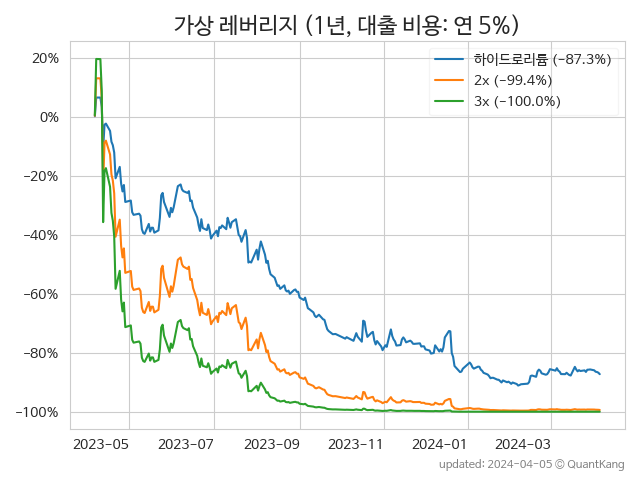 가상 레버리지 (1년, 대출 비용: 연 5%)
하이드로리튬 (−87.3%)
2x (−99.4%)
3x (−100.0%)
20%
0%
−20%
−40%
−60%
−80%
−100%
2023-05 2023-07 2023-09 2023-11 2024-01 2024-03
updated: 2024-04-05 © QuantKang